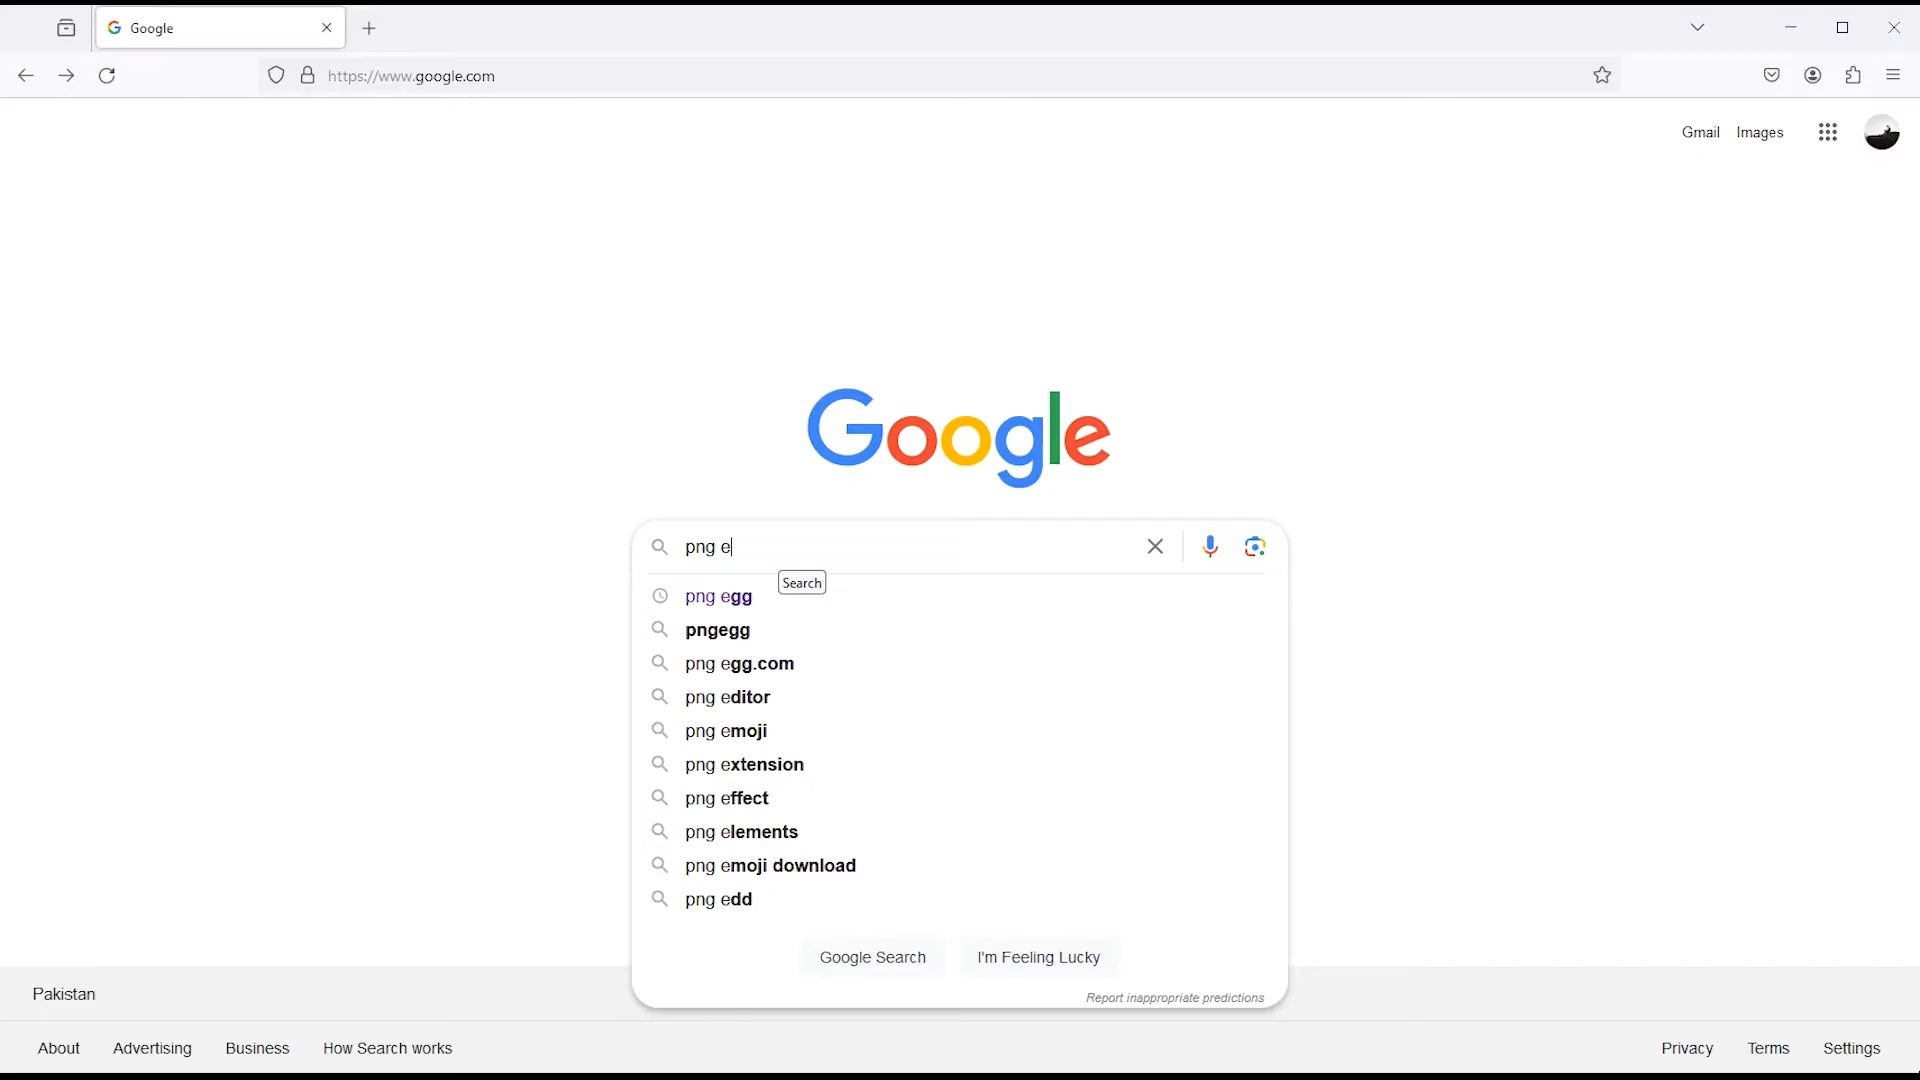 Google
https://www.google.com
Gmail Images
Google
png e
Search
png egg
pngegg
png egg.com
png editor
png emoji
png extension
png effect
png elements
png emoji download
png edd
Google Search I'm Feeling Lucky
Report inappropriate predictions
Pakistan
About Advertising Business How Search works Privacy Terms Settings